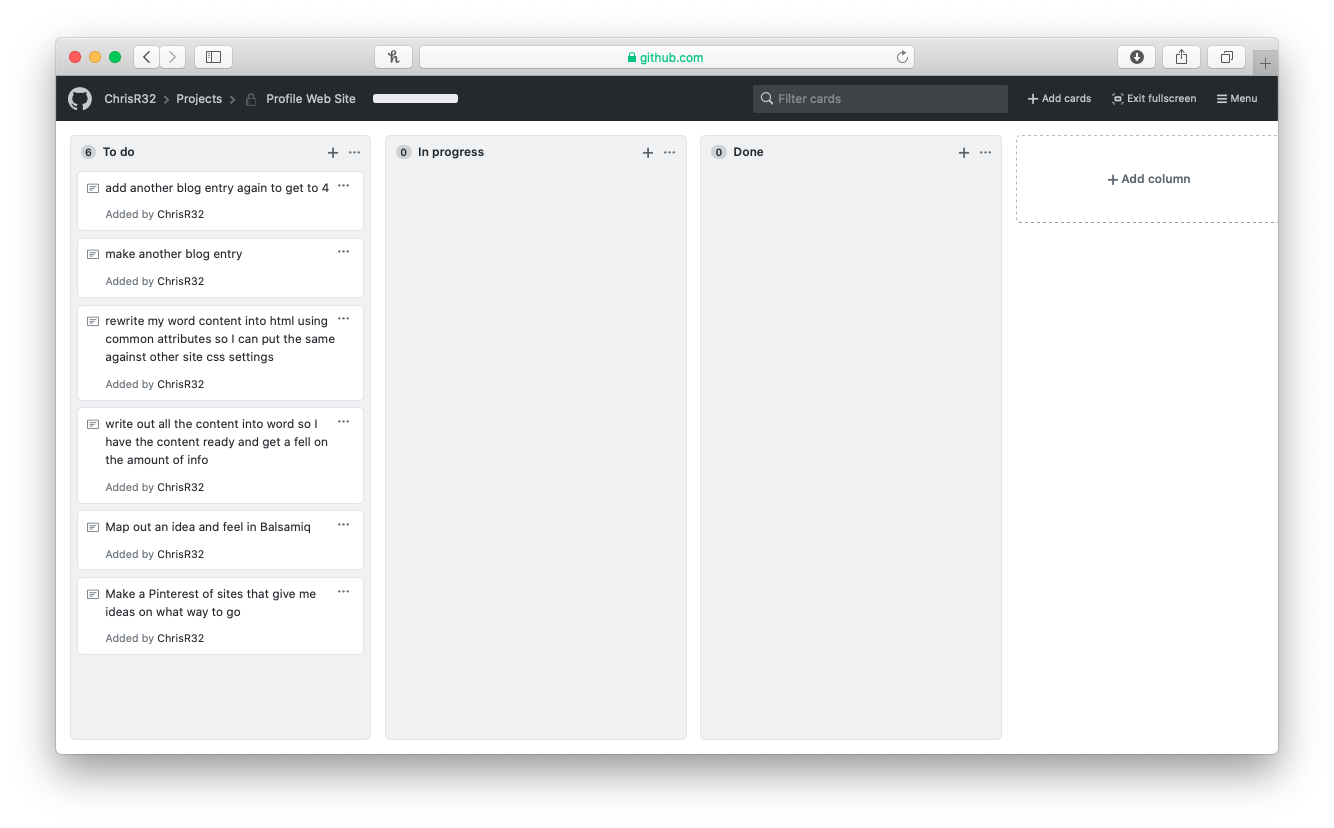 github.com
ChrisR32 Projects Profile Web Site Filter cards Add cards Exit fullscreen Menu
6 To do
add another blog entry again to get to 4
Added by ChrisR32
make another blog entry
Added by ChrisR32
rewrite my word content into html using
common attributes so I can put the same
against other site css settings
Added by ChrisR32
write out all the content into word so I
have the content ready and get a fell on
the amount of info
Added by ChrisR32
Map out an idea and feel in Balsamiq
Added by ChrisR32
Make a Pinterest of sites that give me
ideas on what way to go
Added by ChrisR32
0 In progress
0 Done
Add column